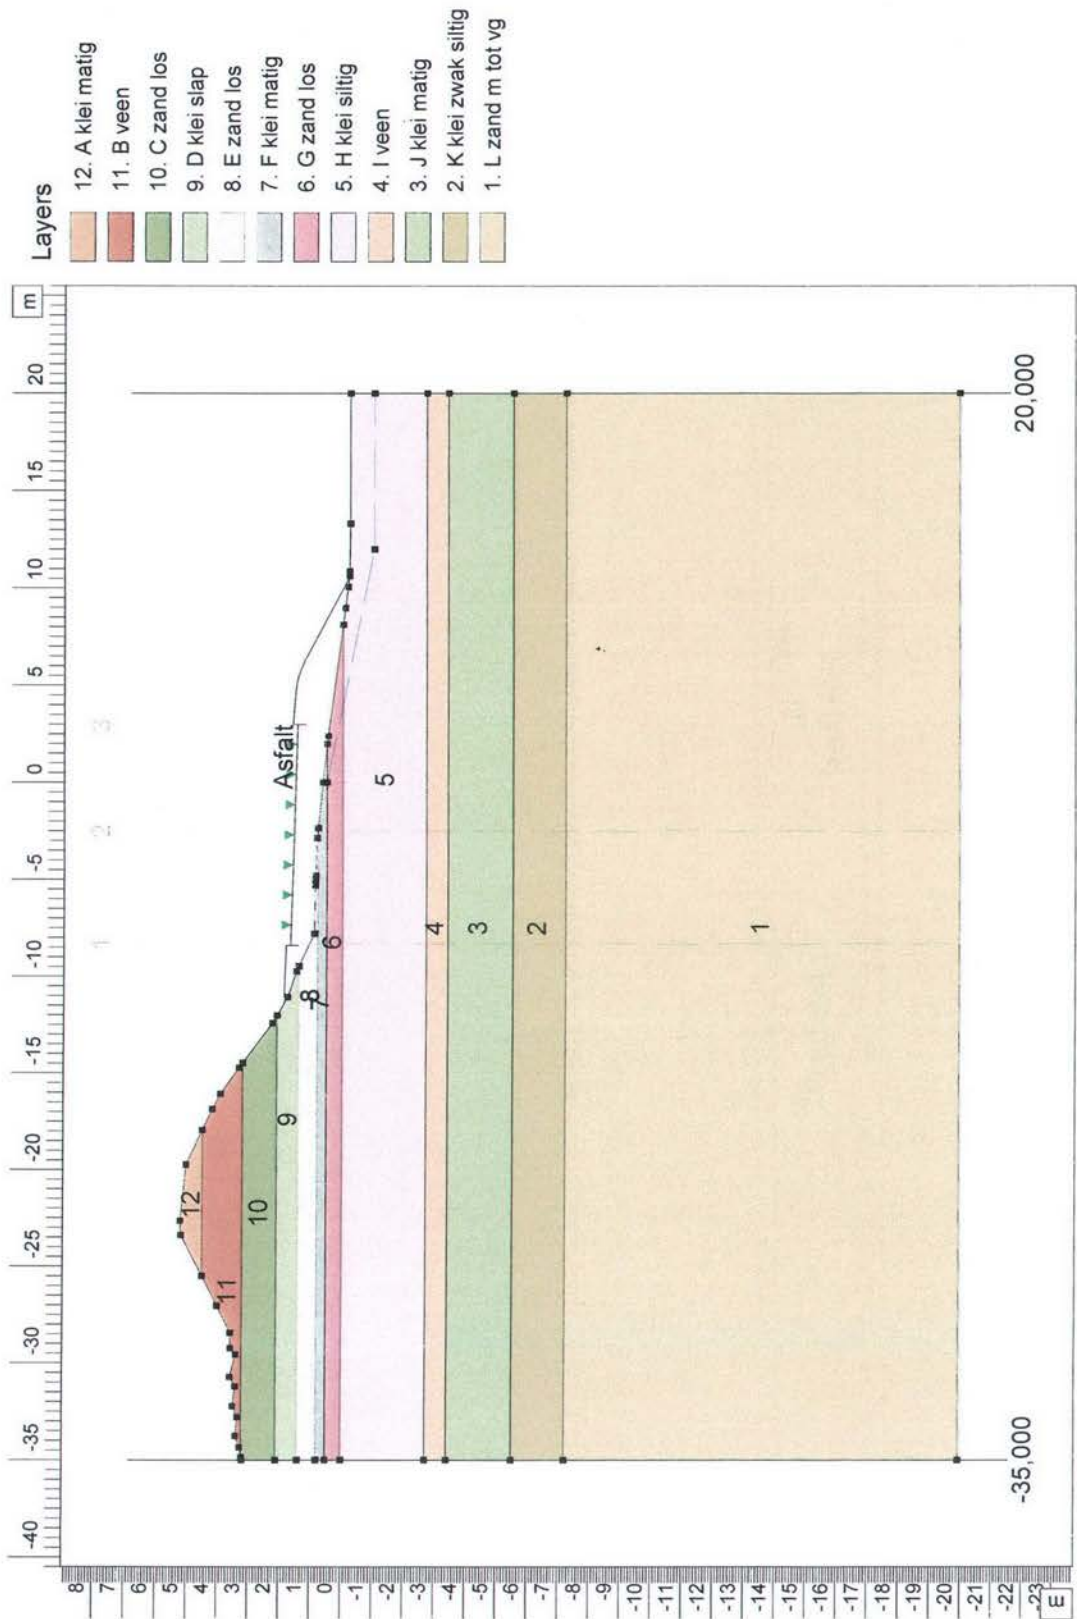 Layers
12. A klei matig
11. B veen
10. C zand los
9. D klei slap
8. E zand los
7. F klei matig
6. G zand los
5. H klei siltig
4. I veen
3. J klei matig
2. K klei zwak siltig
1. L zand m tot vg
-40 -35 -30 -25 -20 -15 -10 -5 0 5 10 15 20 m
1 2 3
8
7
6
5
4
3
2
1
0
-1
-2
-3
-4
-5
-6
-7
-8
-9
-10
-11
-12
-13
-14
-15
-16
-17
-18
-19
-20
-21
-22
-23
m
Asfalt
12
11
10
9
8
7
6
5
4
3
2
1
-35,000
20,000